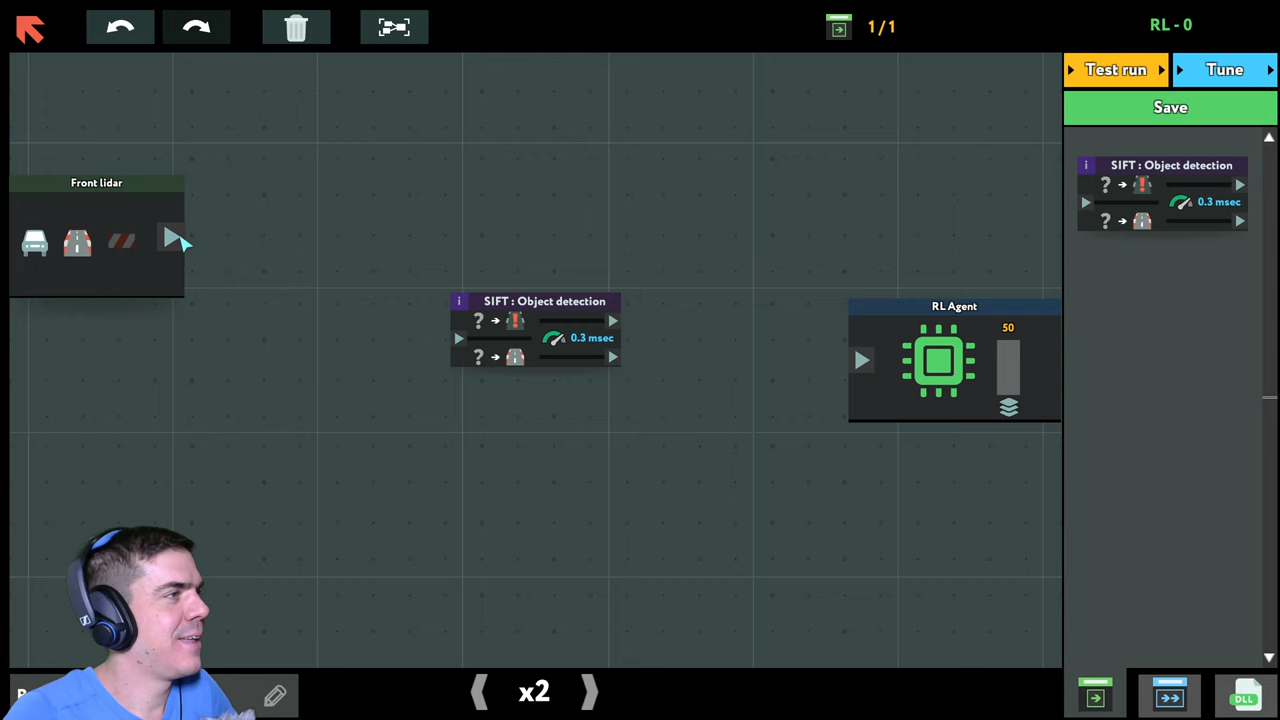 1/1
RL - 0
Test run
Tune
Save
Front lidar
SIFT : Object detection
0.3 msec
RL Agent
50
i SIFT : Object detection
0.3 msec
x2
DLL